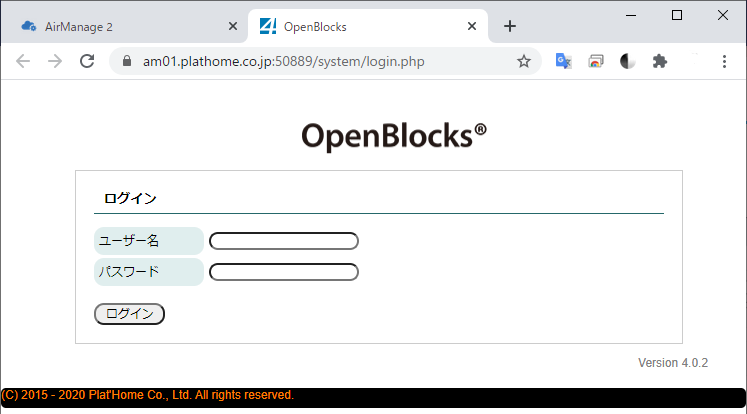 AirManage 2
OpenBlocks
am01.plathome.co.jp:50889/system/login.php
OpenBlocks®
ログイン
ユーザー名
パスワード
ログイン
Version 4.0.2
(C) 2015 - 2020 Plat'Home Co., Ltd. All rights reserved.